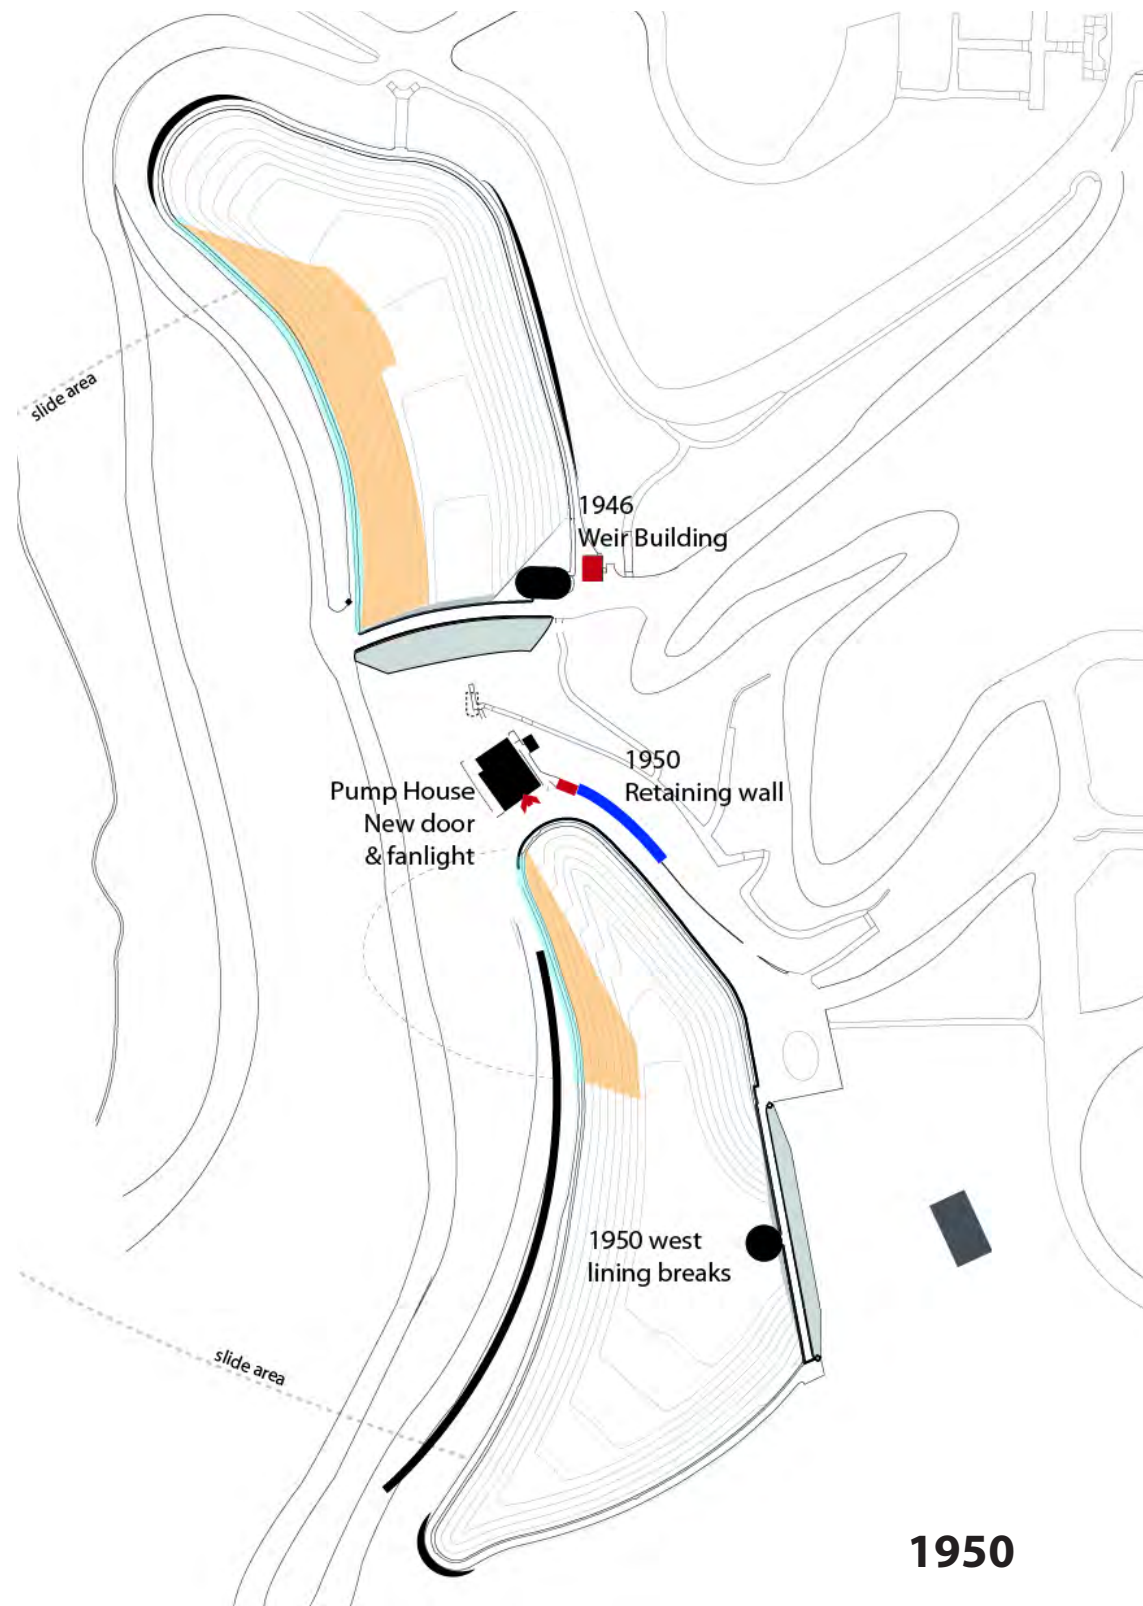 slide area
1946
Weir Building
1950
Retaining wall
Pump House
New door
& fanlight
1950 west
lining breaks
slide area
1950